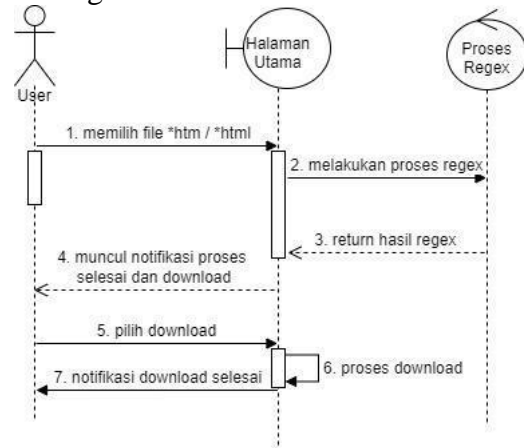 User
Halaman
Utama
Proses
Regex
1. memilih file *htm / *html
2. melakukan proses regex
3. return hasil regex
4. muncul notifikasi proses
selesai dan download
5. pilih download
6. proses download
7. notifikasi download selesai